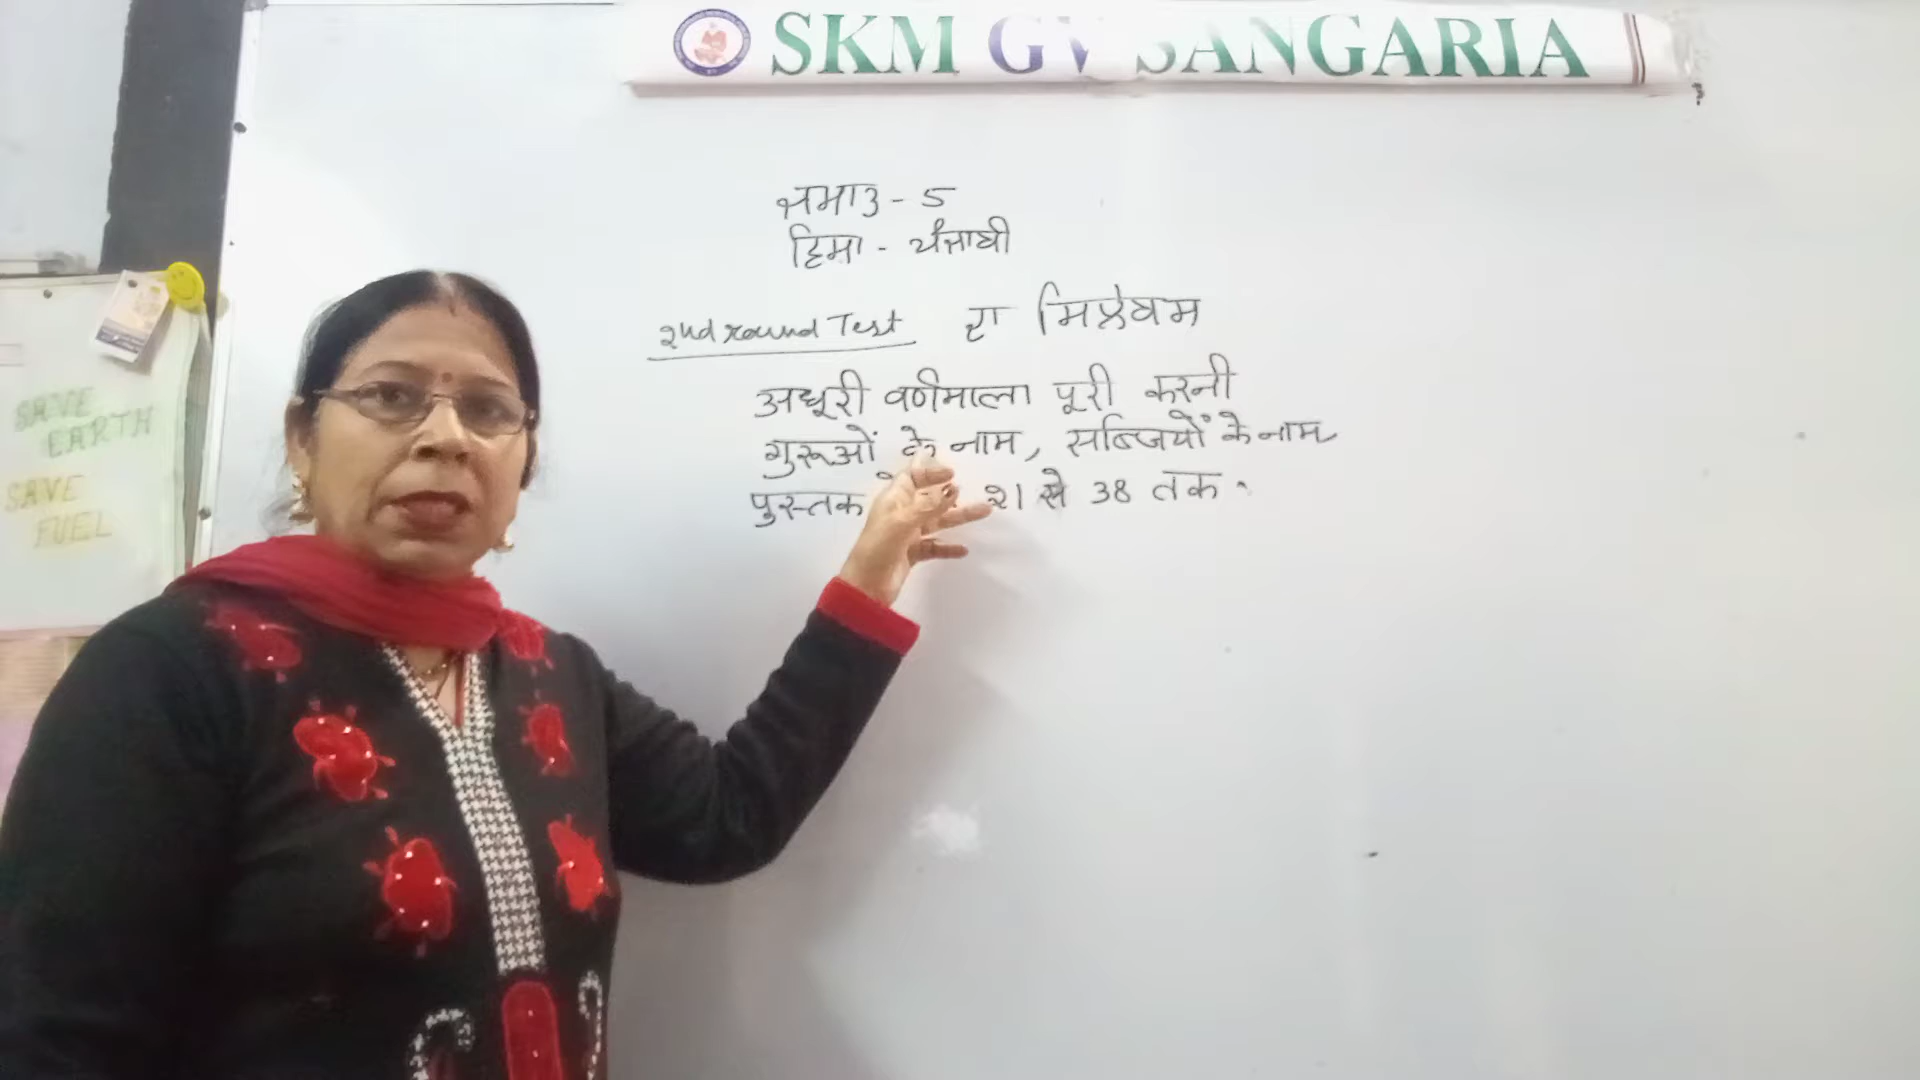 SKM GV SANGARIA
ਜਮਾਤ - 5
ਵਿਸ਼ਾ - ਪੰਜਾਬੀ
2nd round Test ਦਾ ਸਿਲੇਬਸ
अधूरी वर्णमाला पूरी करनी
गुरूओं के नाम, सब्जियों के नाम
पुस्तक 21 से 38 तक
SAVE
EARTH
SAVE
FUEL